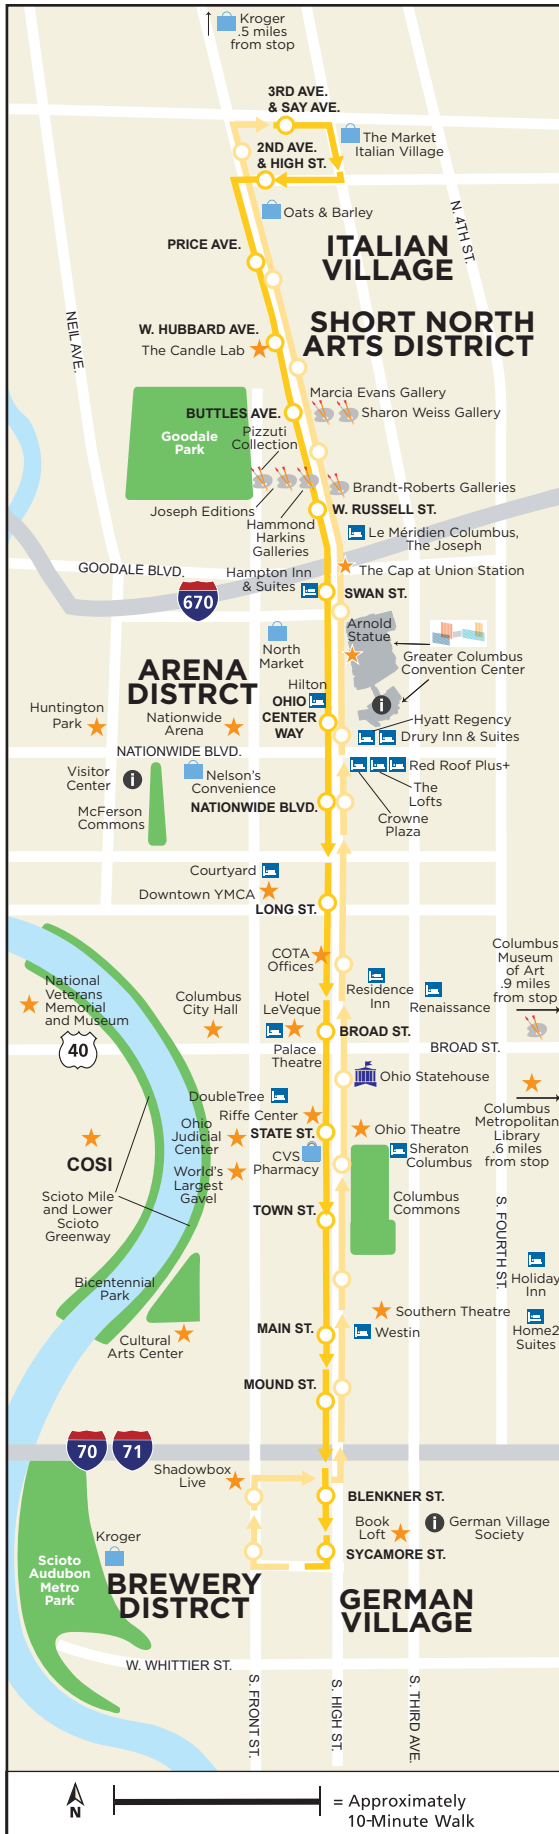 Kroger
.5 miles
from stop
3RD AVE.
& SAY AVE.
The Market
Italian Village
2ND AVE.
& HIGH ST.
Oats & Barley
N. 4TH ST.
PRICE AVE.
ITALIAN
VILLAGE
NEIL AVE.
W. HUBBARD AVE.
The Candle Lab
SHORT NORTH
ARTS DISTRICT
Marcia Evans Gallery
BUTTLES AVE.
Sharon Weiss Gallery
Goodale
Park
Pizzuti
Collection
Brandt-Roberts Galleries
Joseph Editions
W. RUSSELL ST.
Hammond
Harkins
Galleries
Le Méridien Columbus,
The Joseph
GOODALE BLVD.
Hampton Inn
& Suites
The Cap at Union Station
670
SWAN ST.
Arnold
Statue
North
Market
Greater Columbus
Convention Center
ARENA
DISTRCT
Hilton
OHIO
CENTER
WAY
Huntington
Park
Nationwide
Arena
Hyatt Regency
Drury Inn & Suites
NATIONWIDE BLVD.
Visitor
Center
Nelson's
Convenience
Red Roof Plus+
The
Lofts
Crowne
Plaza
McFerson
Commons
NATIONWIDE BLVD.
Courtyard
Downtown YMCA
LONG ST.
COTA
Offices
Columbus
Museum
of Art
.9 miles
from stop
National
Veterans
Memorial
and Museum
Columbus
City Hall
Hotel
LeVeque
Residence
Inn
Renaissance
BROAD ST.
40
Palace
Theatre
BROAD ST.
Ohio Statehouse
DoubleTree
Riffe Center
Columbus
Metropolitan
Library
.6 miles
from stop
Ohio
Judicial
Center
STATE ST.
Ohio Theatre
COSI
CVS
Pharmacy
Sheraton
Columbus
World's
Largest
Gavel
Scioto Mile
and Lower
Scioto
Greenway
TOWN ST.
Columbus
Commons
S. FOURTH ST.
Bicentennial
Park
Holiday
Inn
Southern Theatre
Cultural
Arts Center
MAIN ST.
Westin
Home2
Suites
MOUND ST.
70
71
Shadowbox
Live
BLENKNER ST.
Book
Loft
German Village
Society
Kroger
SYCAMORE ST.
Scioto
Audubon
Metro
Park
BREWERY
DISTRCT
GERMAN
VILLAGE
W. WHITTIER ST.
S. FRONT ST.
S. HIGH ST.
S. THIRD AVE.
N
= Approximately
10-Minute Walk